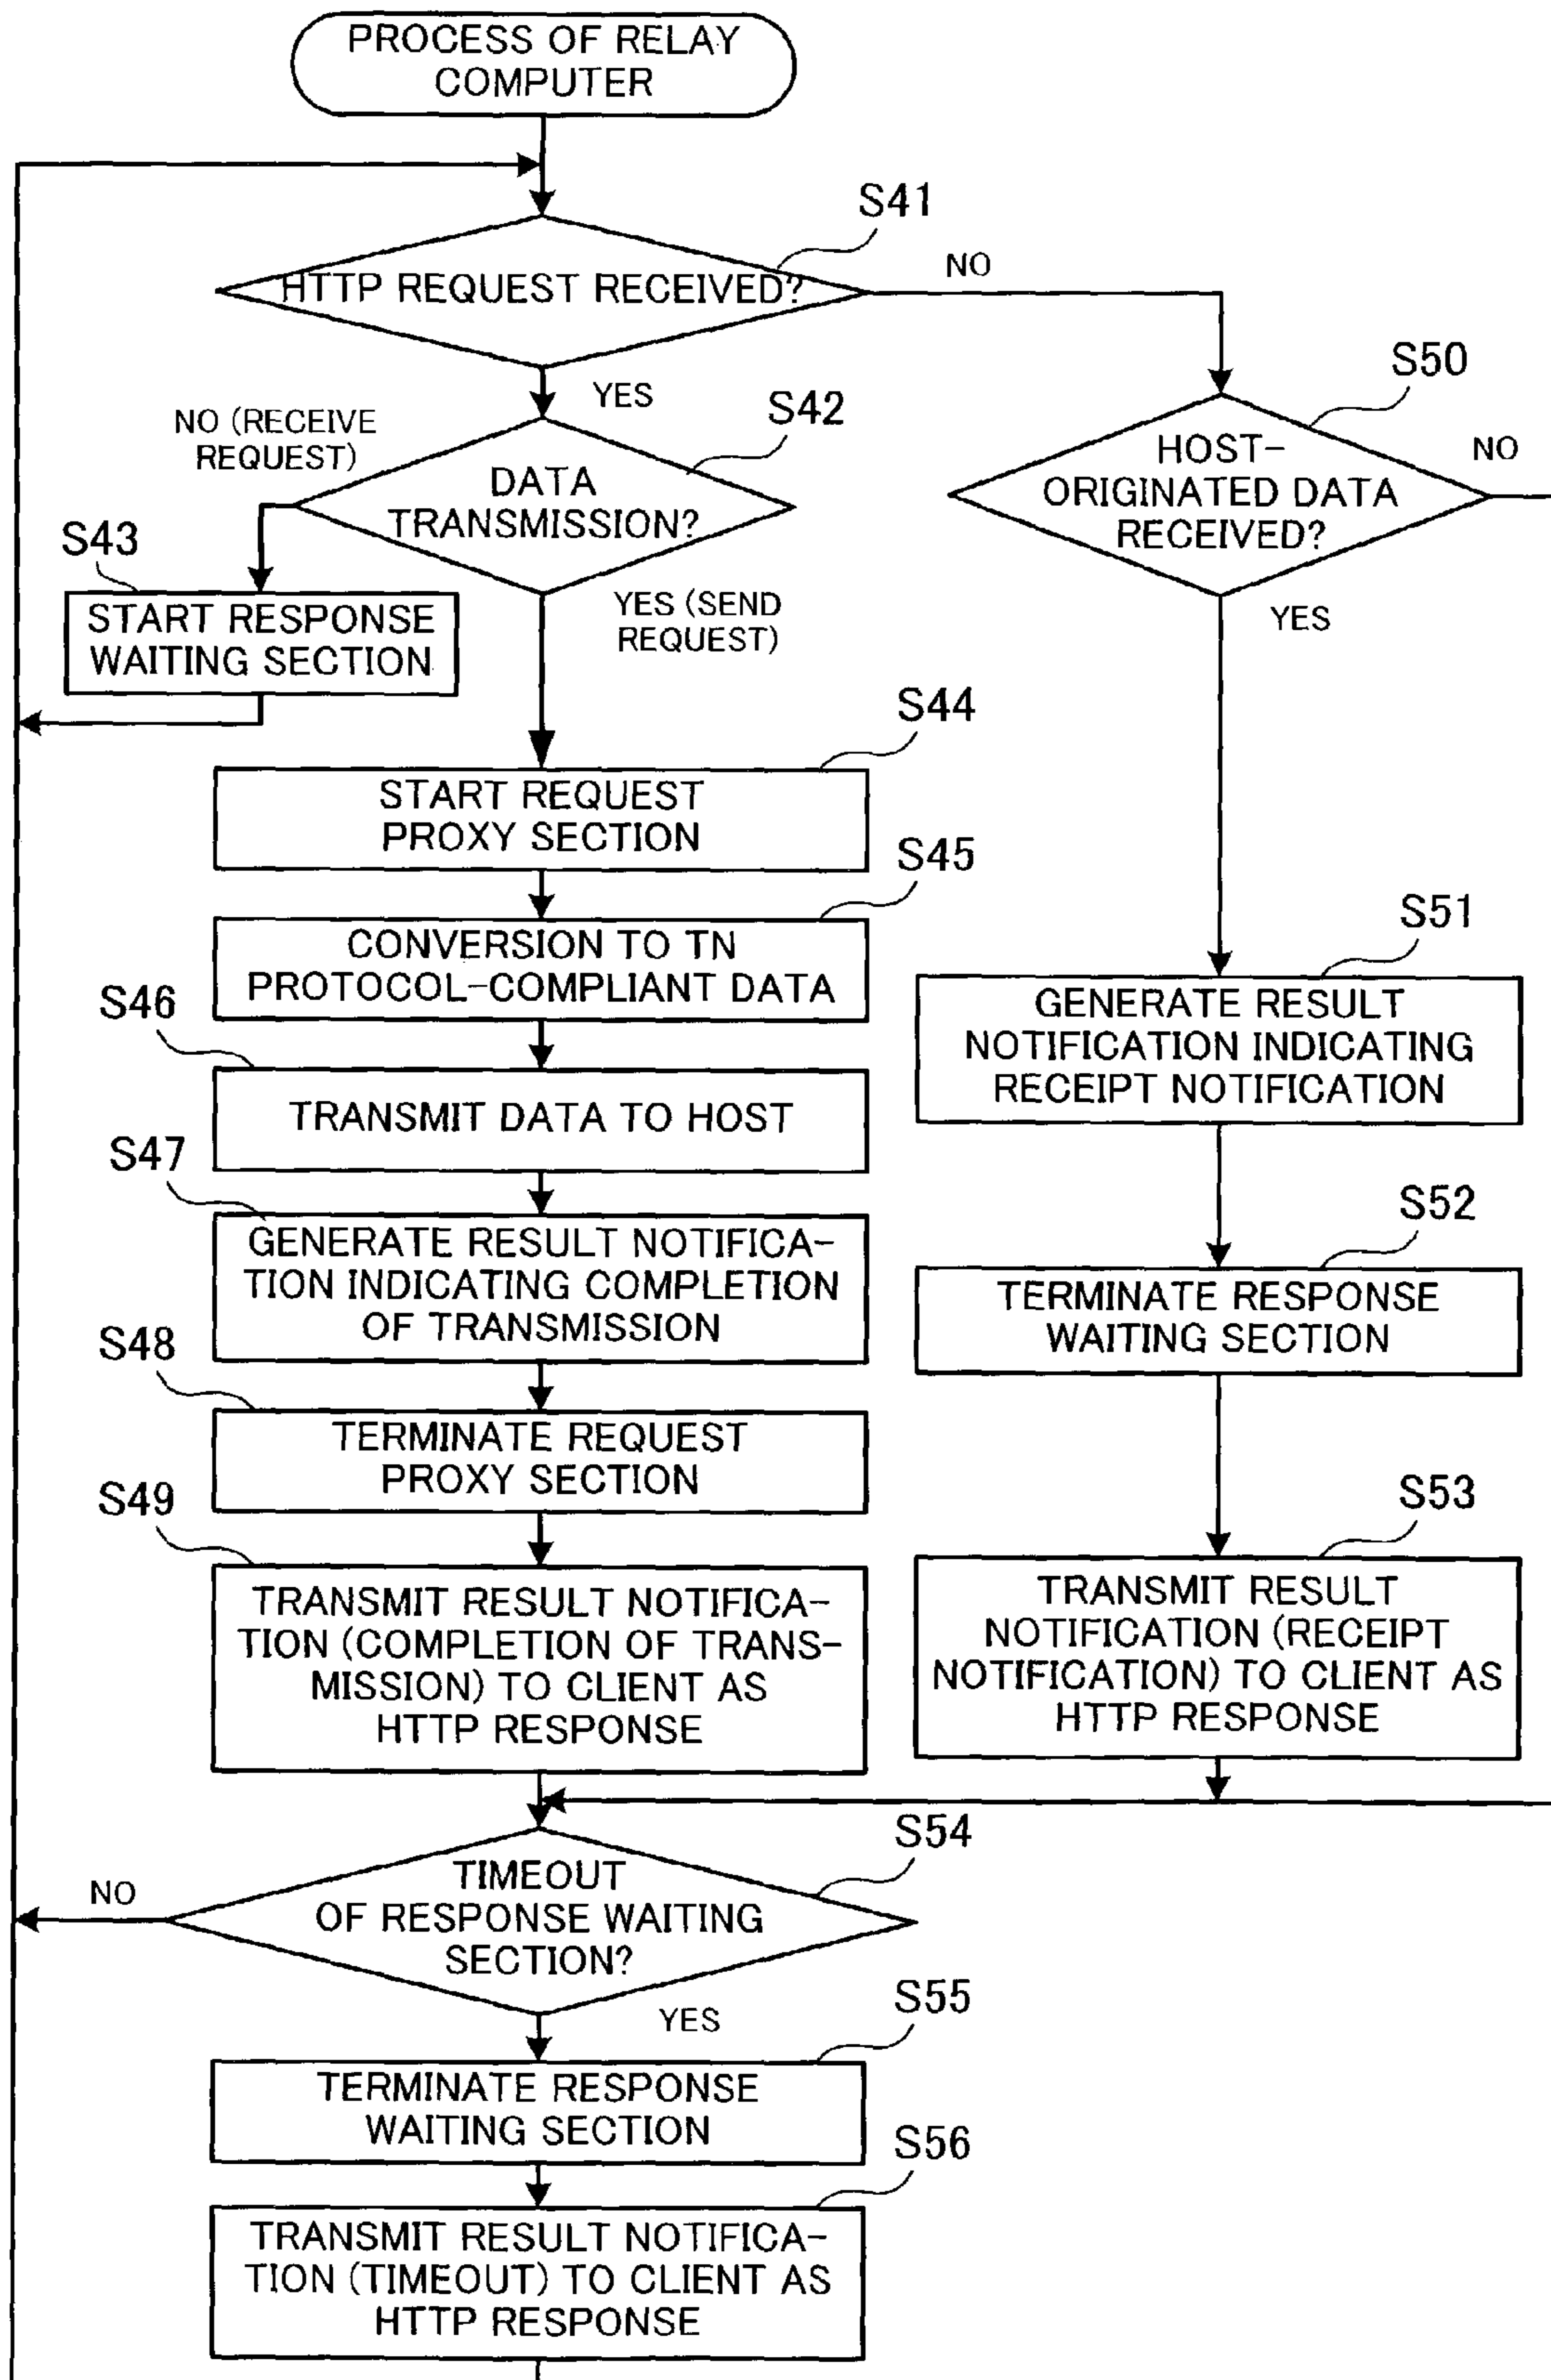 PROCESS OF RELAY
COMPUTER
S41
HTTP REQUEST RECEIVED?
NO
YES
S42
NO (RECEIVE
REQUEST)
DATA
TRANSMISSION?
S50
HOST-
ORIGINATED DATA
RECEIVED?
NO
YES
S43
START RESPONSE
WAITING SECTION
YES (SEND
REQUEST)
S44
START REQUEST
PROXY SECTION
S45
CONVERSION TO TN
PROTOCOL-COMPLIANT DATA
S46
TRANSMIT DATA TO HOST
S47
GENERATE RESULT NOTIFICA-
TION INDICATING COMPLETION
OF TRANSMISSION
S48
TERMINATE REQUEST
PROXY SECTION
S49
TRANSMIT RESULT NOTIFICA-
TION (COMPLETION OF TRANS-
MISSION) TO CLIENT AS
HTTP RESPONSE
S51
GENERATE RESULT
NOTIFICATION INDICATING
RECEIPT NOTIFICATION
S52
TERMINATE RESPONSE
WAITING SECTION
S53
TRANSMIT RESULT
NOTIFICATION (RECEIPT
NOTIFICATION) TO CLIENT AS
HTTP RESPONSE
S54
TIMEOUT
OF RESPONSE WAITING
SECTION?
NO
YES
S55
TERMINATE RESPONSE
WAITING SECTION
S56
TRANSMIT RESULT NOTIFICA-
TION (TIMEOUT) TO CLIENT AS
HTTP RESPONSE